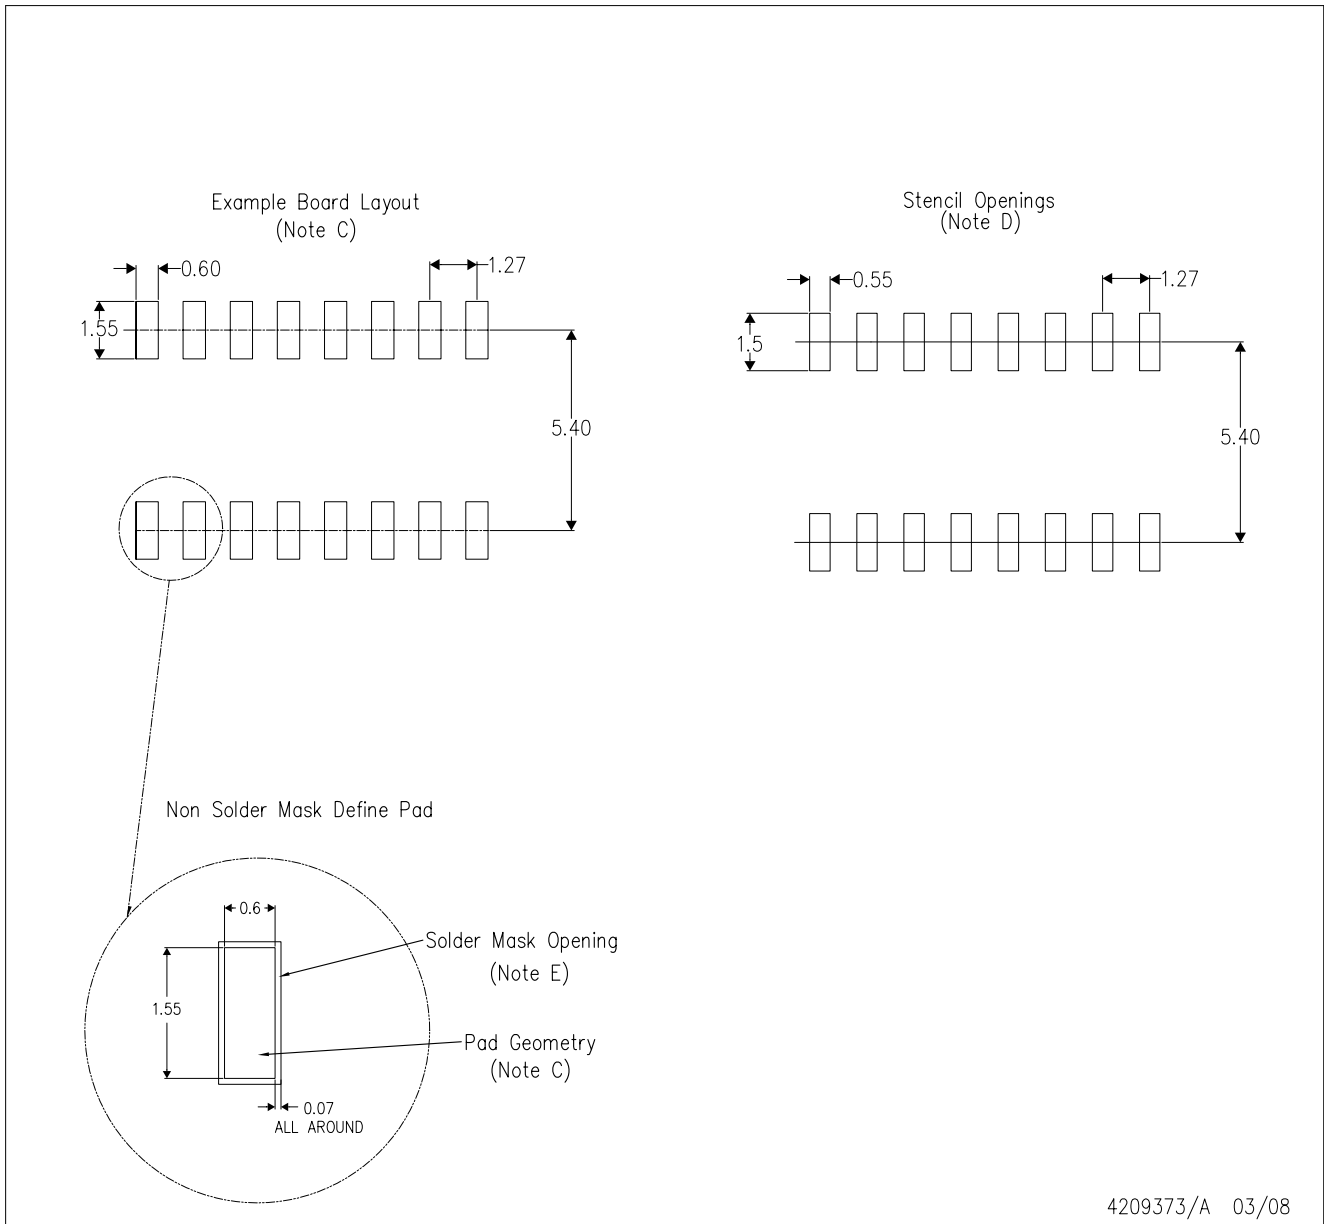 Example Board Layout
(Note C)
0.60
1.27
1.55
5.40
Stencil Openings
(Note D)
0.55
1.27
1.5
5.40
Non Solder Mask Define Pad
0.6
1.55
Solder Mask Opening
(Note E)
Pad Geometry
(Note C)
0.07
ALL AROUND
4209373/A 03/08